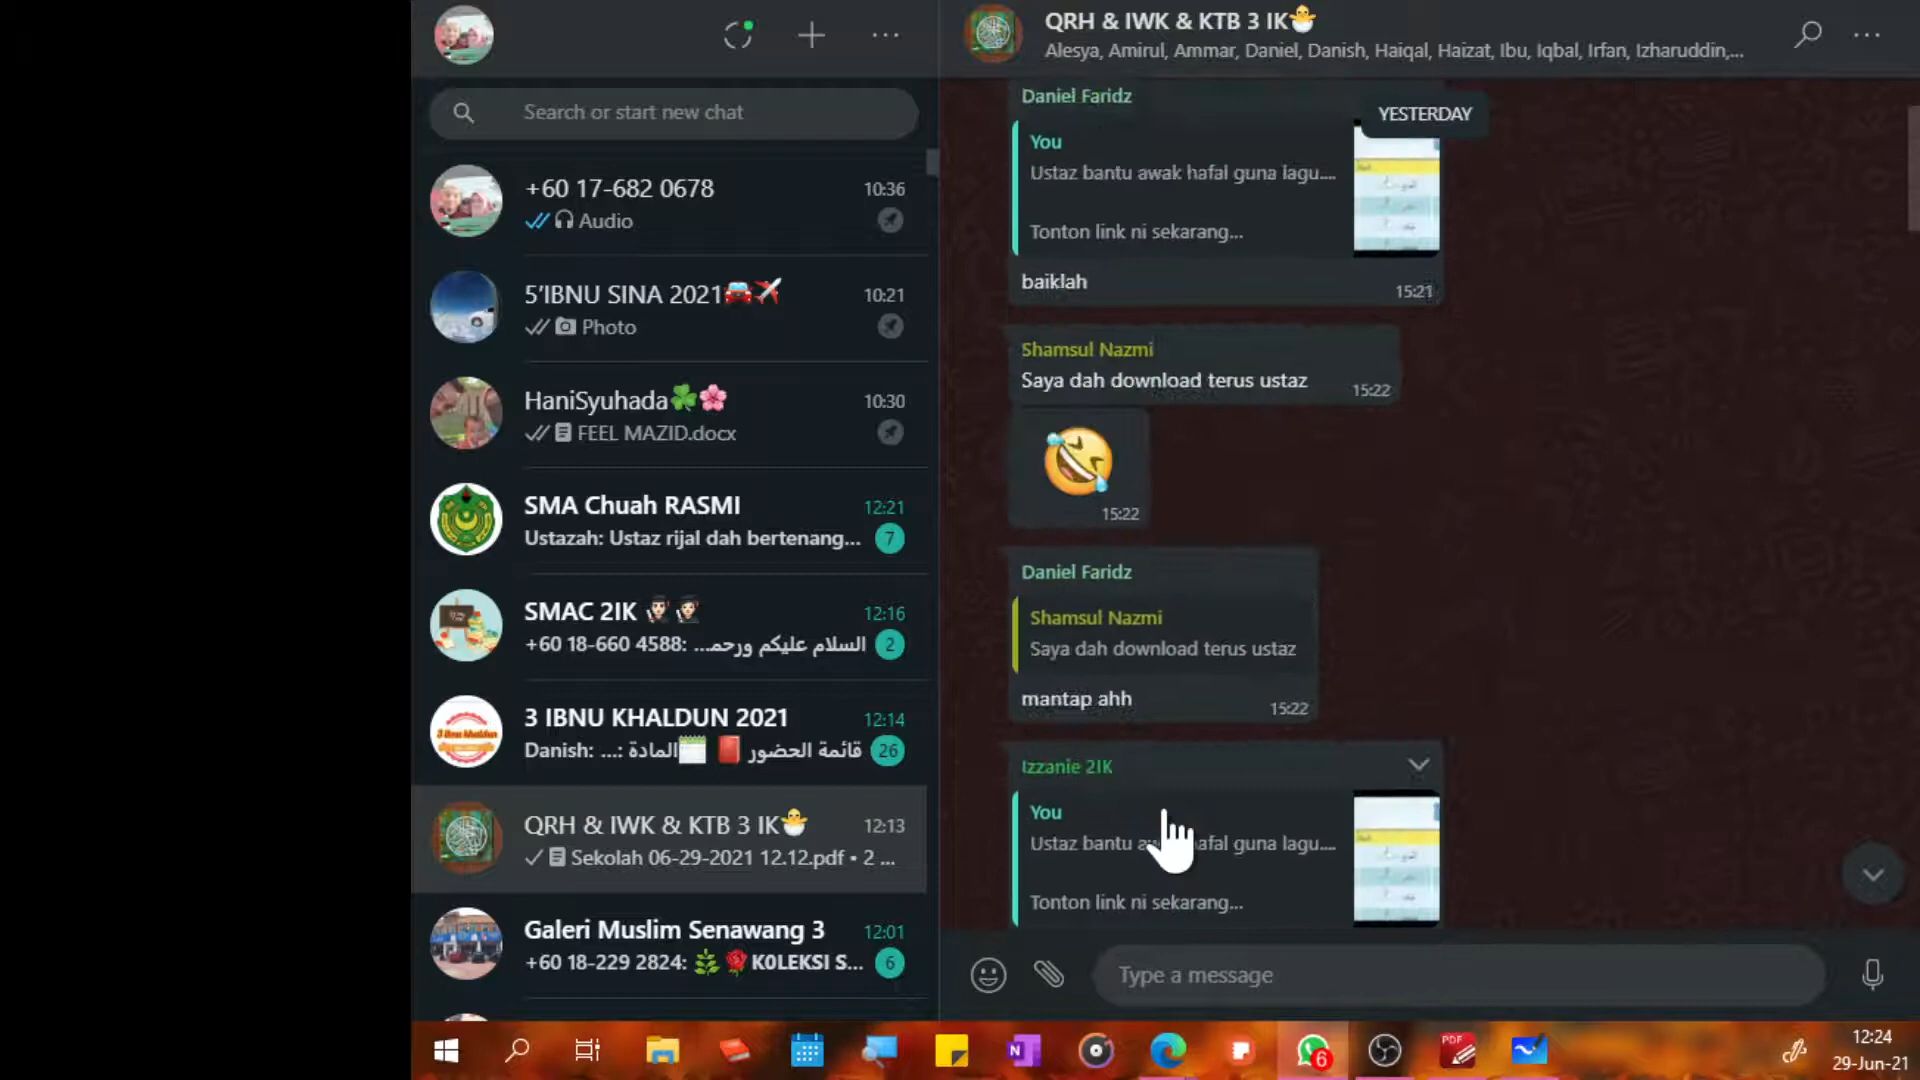 Search or start new chat
+60 17-682 0678
10:36
Audio
5'IBNU SINA 2021🚘✈️
10:21
Photo
HaniSyuhada☘️🌸
10:30
FEEL MAZID.docx
SMA Chuah RASMI
12:21
Ustazah: Ustaz rijal dah bertenang...
7
SMAC 2IK 👨🏻‍🎓👩🏻‍🎓
12:16
+60 18-660 4588: السلام عليكم ورحمـ...
2
3 IBNU KHALDUN 2021
12:14
Danish: ...: قائمة الحضور 📕 🗒️المادة
26
QRH & IWK & KTB 3 IK🐣
12:13
Sekolah 06-29-2021 12.12.pdf • 2 ...
Galeri Muslim Senawang 3
12:01
+60 18-229 2824: 🌿🌹K0LEKSI S...
6
QRH & IWK & KTB 3 IK🐣
Alesya, Amirul, Ammar, Daniel, Danish, Haiqal, Haizat, Ibu, Iqbal, Irfan, Izharuddin,...
YESTERDAY
Daniel Faridz
You
Ustaz bantu awak hafal guna lagu....
Tonton link ni sekarang...
baiklah
15:21
Shamsul Nazmi
Saya dah download terus ustaz
15:22
🤣
15:22
Daniel Faridz
Shamsul Nazmi
Saya dah download terus ustaz
mantap ahh
15:22
Izzanie 2IK
You
Ustaz bantu hafal guna lagu....
Tonton link ni sekarang...
Type a message
N
6
PDF
12:24
29-Jun-21